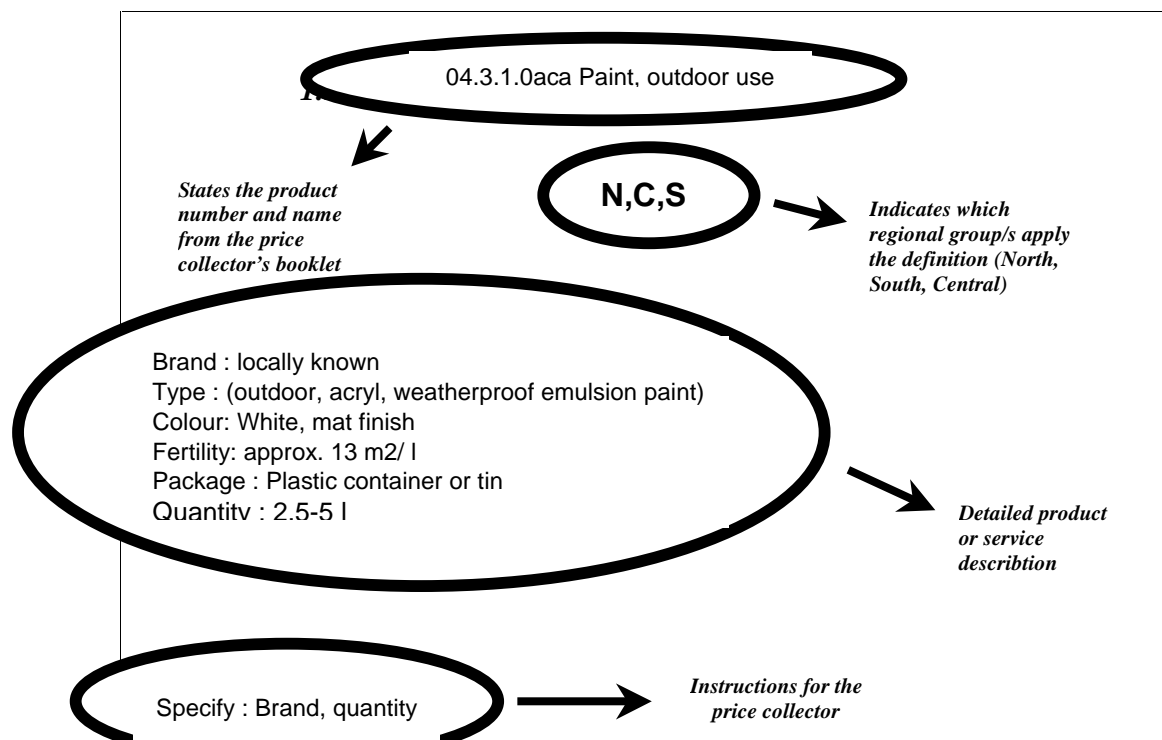 04.3.1.0aca Paint, outdoor use
1.
N,C,S
States the product
number and name
from the price
collector's booklet
Indicates which
regional group/s apply
the definition (North,
South, Central)
Brand : locally known
Type : (outdoor, acryl, weatherproof emulsion paint)
Colour: White, mat finish
Fertility: approx. 13 m2/ l
Package : Plastic container or tin
Quantity : 2.5-5 l
Detailed product
or service
describtion
Specify : Brand, quantity
Instructions for the
price collector